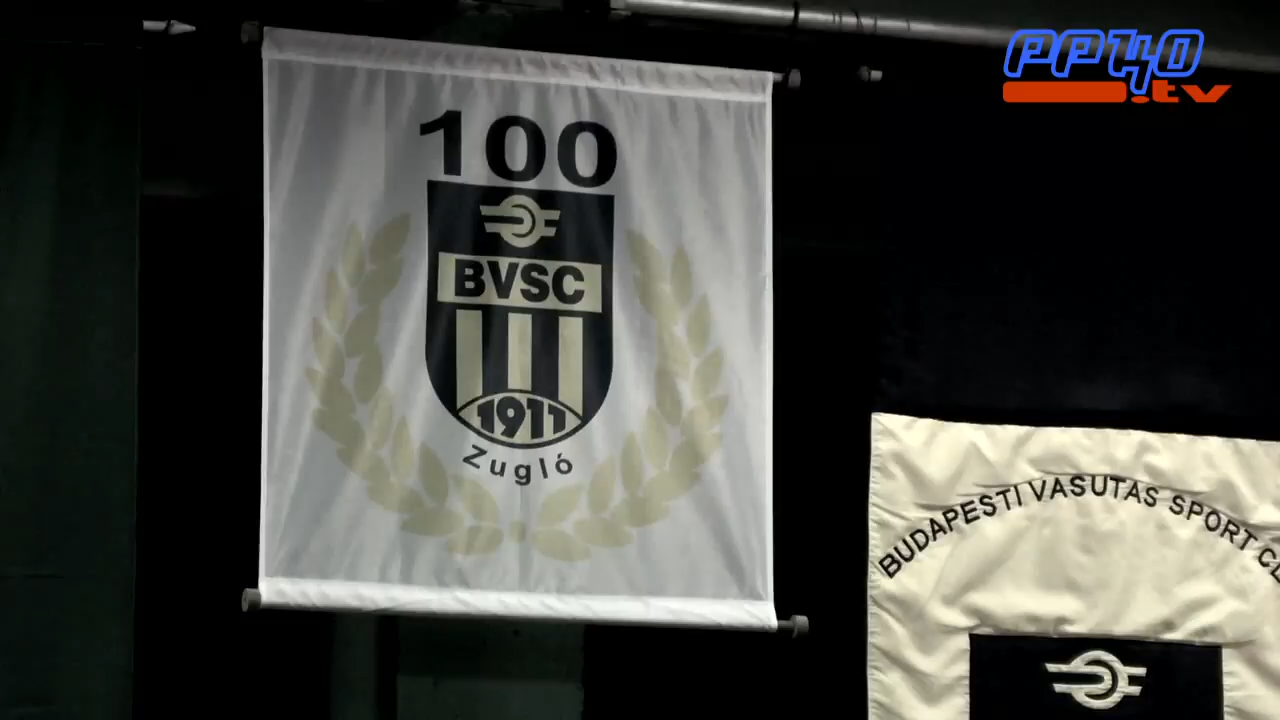 PP40
.tv
100
BVSC
1911
Zugló
BUDAPESTI VASUTAS SPORT